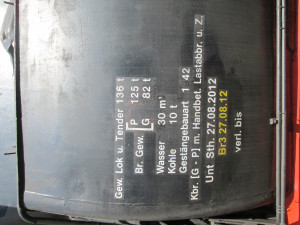 Gew. Lok u. Tender 136 t
Br. Gew. [P 125 t
G 82 t
Wasser 30 m³
Kohle 10 t
Gestängebauart 1 42
Kbr. [G - P] m. Handbet. Lastabbr. u. Z.
Unt Sth. 27.08.2012
Br3 27.08.12
verl. bis